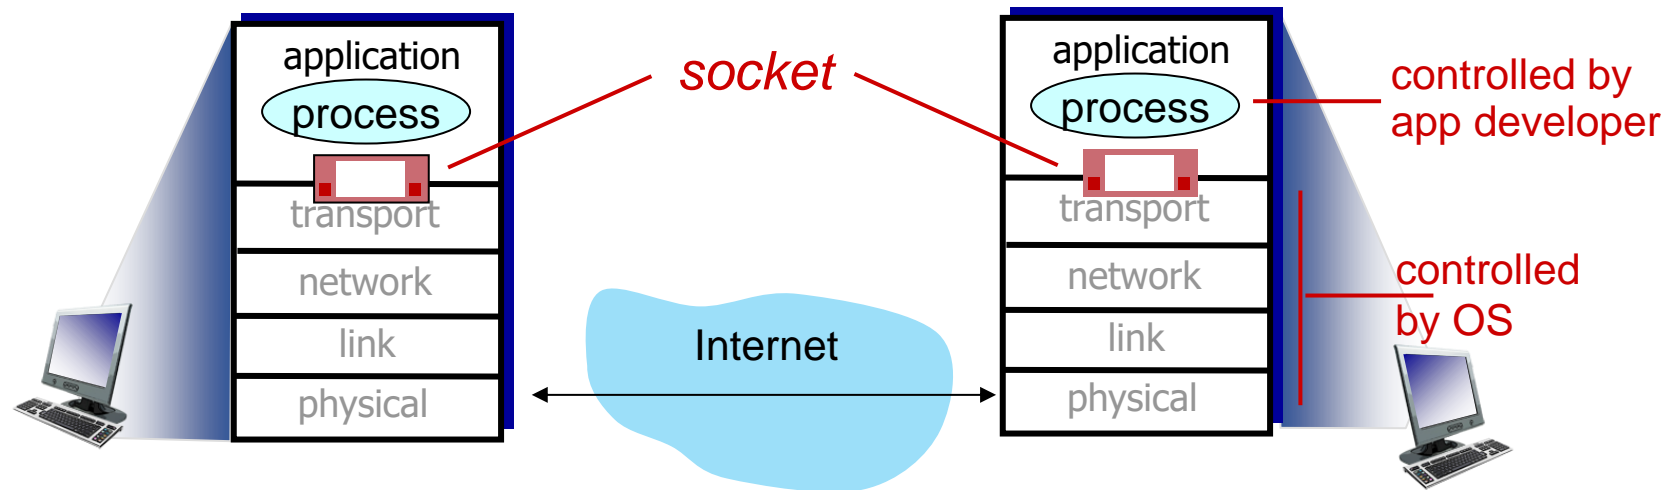 application
process
transport
network
link
physical
socket
Internet
application
process
transport
network
link
physical
controlled by
app developer
controlled
by OS